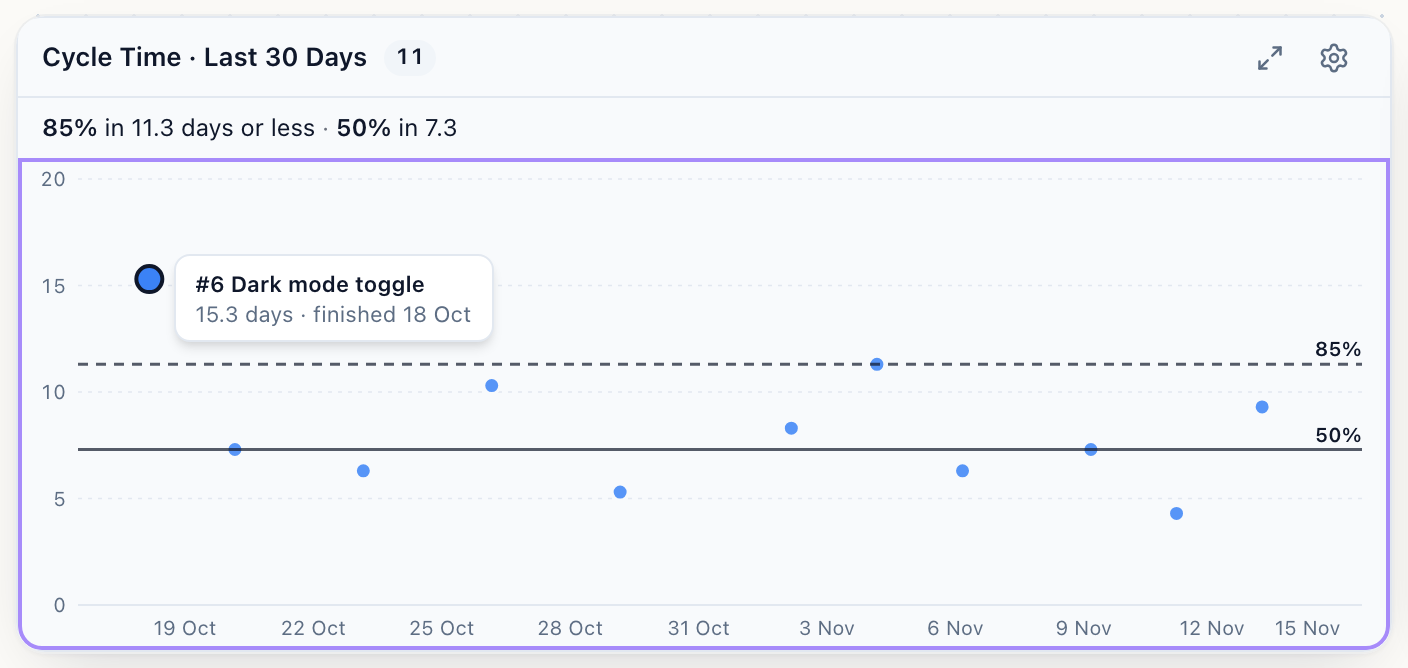 Cycle Time · Last 30 Days 11
85% in 11.3 days or less · 50% in 7.3
20
#6 Dark mode toggle
15
15.3 days · finished 18 Oct
85%
10
50%
5
0
19 Oct 22 Oct 25 Oct 28 Oct 31 Oct 3 Nov 6 Nov 9 Nov 12 Nov 15 Nov